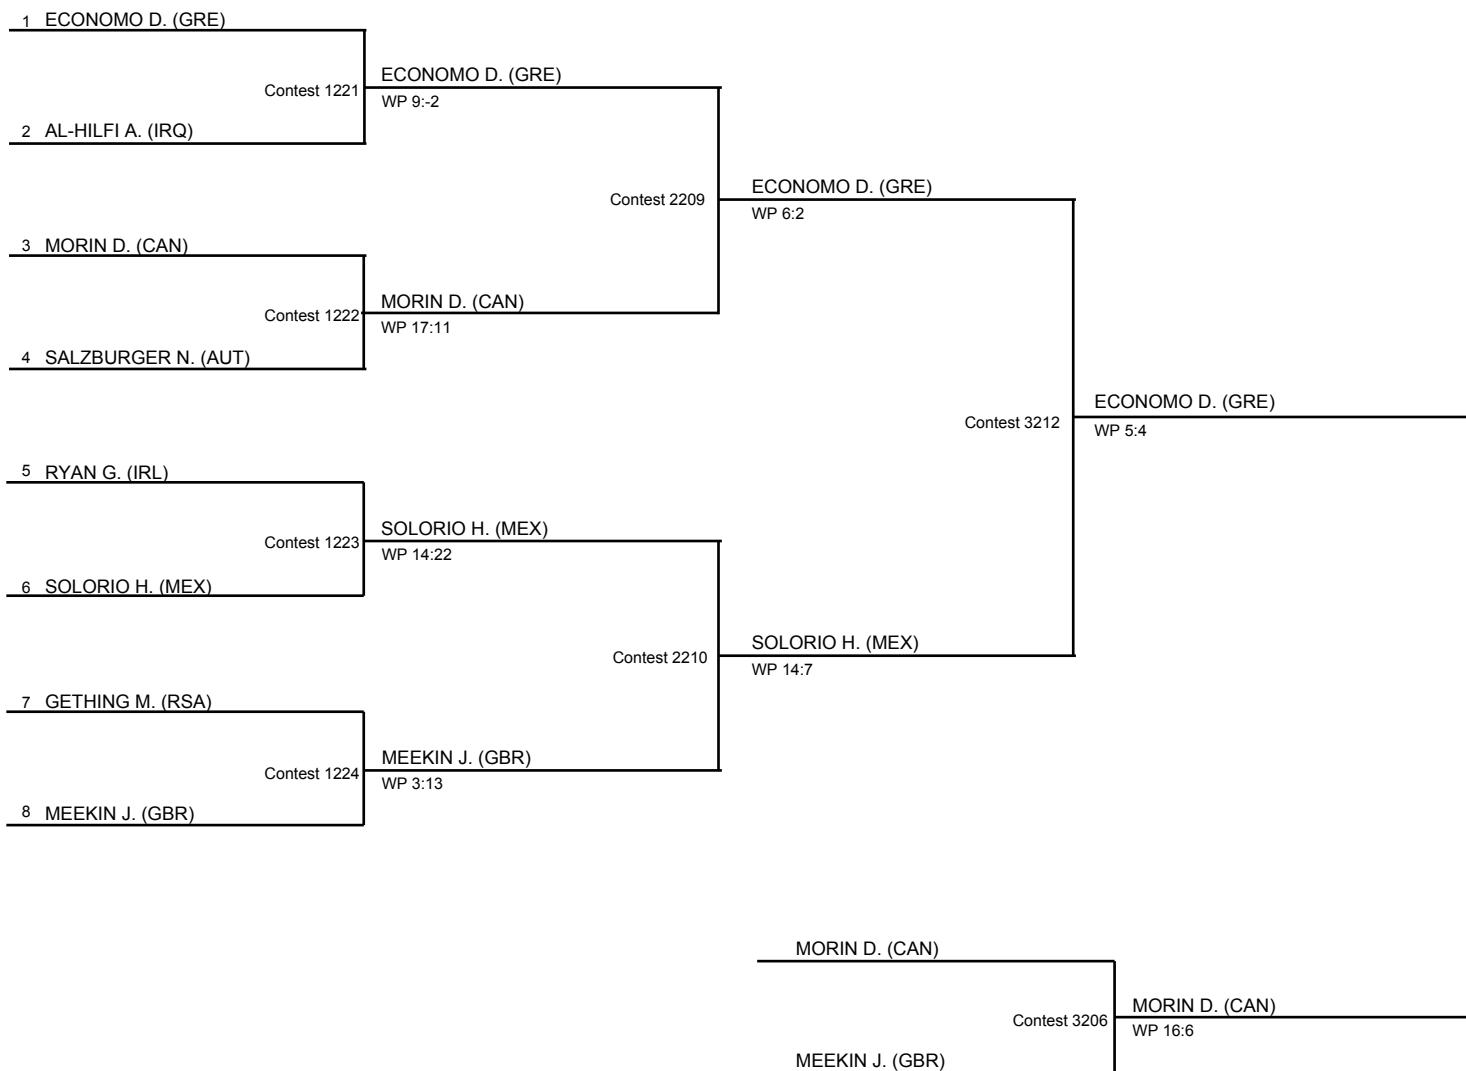 1 ECONOMO D. (GRE)
ECONOMO D. (GRE)
Contest 1221
WP 9:-2
2 AL-HILFI A. (IRQ)
ECONOMO D. (GRE)
Contest 2209
WP 6:2
3 MORIN D. (CAN)
MORIN D. (CAN)
Contest 1222
WP 17:11
4 SALZBURGER N. (AUT)
ECONOMO D. (GRE)
Contest 3212
WP 5:4
5 RYAN G. (IRL)
SOLORIO H. (MEX)
Contest 1223
WP 14:22
6 SOLORIO H. (MEX)
SOLORIO H. (MEX)
Contest 2210
WP 14:7
7 GETHING M. (RSA)
MEEKIN J. (GBR)
Contest 1224
WP 3:13
8 MEEKIN J. (GBR)
MORIN D. (CAN)
MORIN D. (CAN)
Contest 3206
WP 16:6
MEEKIN J. (GBR)